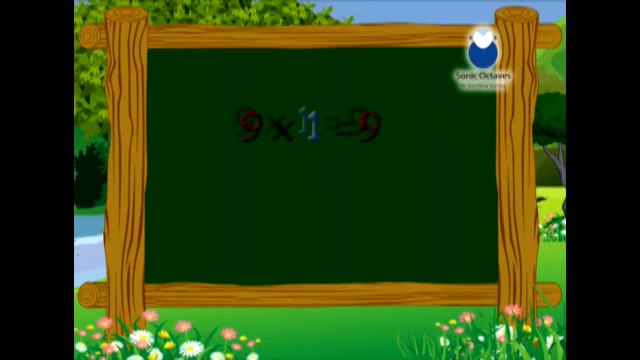 9 x 1 = 9
Sonic Octaves